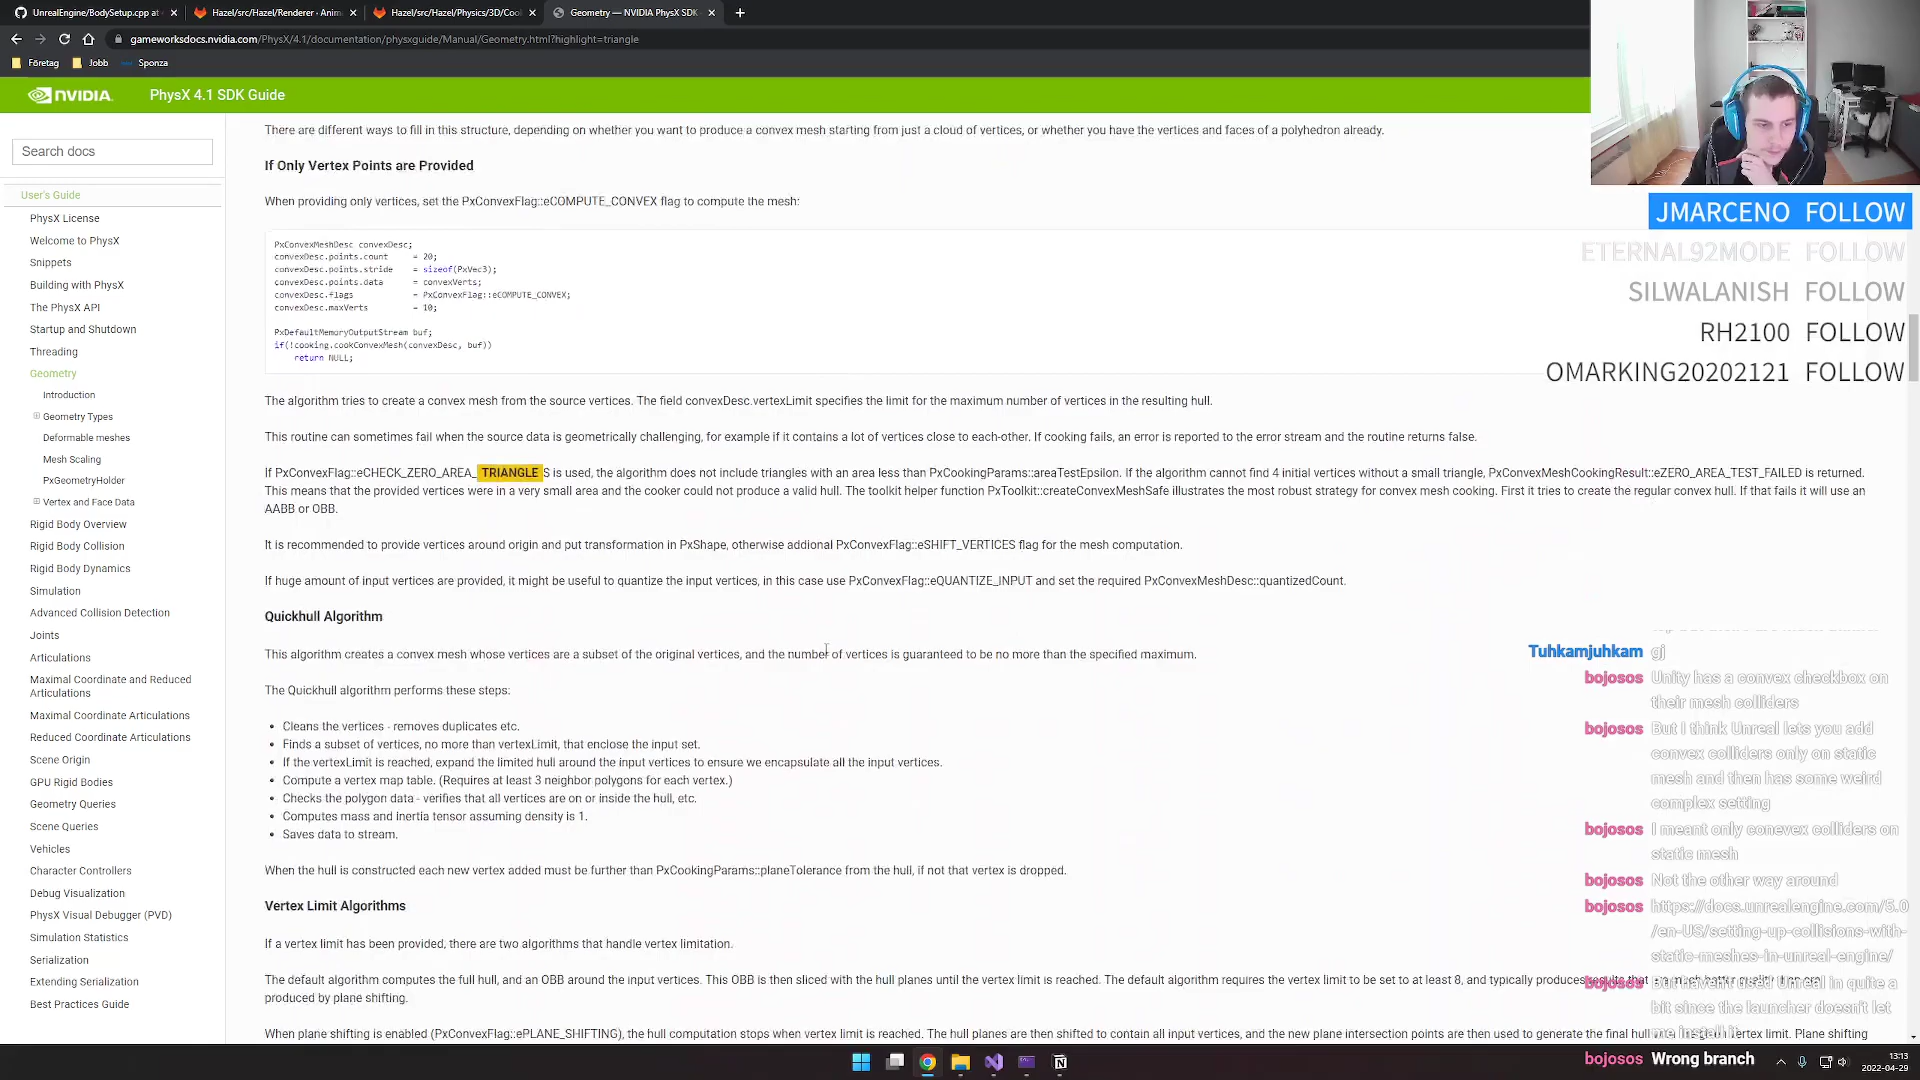 UnrealEngine/BodySetup.cpp at
Hazel/src/Hazel/Renderer · Anim
Hazel/src/Hazel/Physics/3D/Coo
Geometry — NVIDIA PhysX SDK
gameworksdocs.nvidia.com/PhysX/4.1/documentation/physxguide/Manual/Geometry.html?highlight=triangle
Företag
Jobb
Sponza
NVIDIA.
PhysX 4.1 SDK Guide
Search docs
User's Guide
PhysX License
Welcome to PhysX
Snippets
Building with PhysX
The PhysX API
Startup and Shutdown
Threading
Geometry
Introduction
Geometry Types
Deformable meshes
Mesh Scaling
PxGeometryHolder
Vertex and Face Data
Rigid Body Overview
Rigid Body Collision
Rigid Body Dynamics
Simulation
Advanced Collision Detection
Joints
Articulations
Maximal Coordinate and Reduced
Articulations
Maximal Coordinate Articulations
Reduced Coordinate Articulations
Scene Origin
GPU Rigid Bodies
Geometry Queries
Scene Queries
Vehicles
Character Controllers
Debug Visualization
PhysX Visual Debugger (PVD)
Simulation Statistics
Serialization
Extending Serialization
Best Practices Guide
There are different ways to fill in this structure, depending on whether you want to produce a convex mesh starting from just a cloud of vertices, or whether you have the vertices and faces of a polyhedron already.
If Only Vertex Points are Provided
When providing only vertices, set the PxConvexFlag::eCOMPUTE_CONVEX flag to compute the mesh:
PxConvexMeshDesc convexDesc;
convexDesc.points.count = 20;
convexDesc.points.stride = sizeof(PxVec3);
convexDesc.points.data = convexVerts;
convexDesc.flags = PxConvexFlag::eCOMPUTE_CONVEX;
convexDesc.maxVerts = 10;
PxDefaultMemoryOutputStream buf;
if(!cooking.cookConvexMesh(convexDesc, buf))
return NULL;
The algorithm tries to create a convex mesh from the source vertices. The field convexDesc.vertexLimit specifies the limit for the maximum number of vertices in the resulting hull.
This routine can sometimes fail when the source data is geometrically challenging, for example if it contains a lot of vertices close to each-other. If cooking fails, an error is reported to the error stream and the routine returns false.
If PxConvexFlag::eCHECK_ZERO_AREA_TRIANGLES is used, the algorithm does not include triangles with an area less than PxCookingParams::areaTestEpsilon. If the algorithm cannot find 4 initial vertices without a small triangle, PxConvexMeshCookingResult::eZERO_AREA_TEST_FAILED is returned.
This means that the provided vertices were in a very small area and the cooker could not produce a valid hull. The toolkit helper function PxToolkit::createConvexMeshSafe illustrates the most robust strategy for convex mesh cooking. First it tries to create the regular convex hull. If that fails it will use an
AABB or OBB.
It is recommended to provide vertices around origin and put transformation in PxShape, otherwise addional PxConvexFlag::eSHIFT_VERTICES flag for the mesh computation.
If huge amount of input vertices are provided, it might be useful to quantize the input vertices, in this case use PxConvexFlag::eQUANTIZE_INPUT and set the required PxConvexMeshDesc::quantizedCount.
Quickhull Algorithm
This algorithm creates a convex mesh whose vertices are a subset of the original vertices, and the number of vertices is guaranteed to be no more than the specified maximum.
The Quickhull algorithm performs these steps:
• Cleans the vertices - removes duplicates etc.
• Finds a subset of vertices, no more than vertexLimit, that enclose the input set.
• If the vertexLimit is reached, expand the limited hull around the input vertices to ensure we encapsulate all the input vertices.
• Compute a vertex map table. (Requires at least 3 neighbor polygons for each vertex.)
• Checks the polygon data - verifies that all vertices are on or inside the hull, etc.
• Computes mass and inertia tensor assuming density is 1.
• Saves data to stream.
When the hull is constructed each new vertex added must be further than PxCookingParams::planeTolerance from the hull, if not that vertex is dropped.
Vertex Limit Algorithms
If a vertex limit has been provided, there are two algorithms that handle vertex limitation.
The default algorithm computes the full hull, and an OBB around the input vertices. This OBB is then sliced with the hull planes until the vertex limit is reached. The default algorithm requires the vertex limit to be set to at least 8, and typically produces
produced by plane shifting.
When plane shifting is enabled (PxConvexFlag::ePLANE_SHIFTING), the hull computation stops when vertex limit is reached. The hull planes are then shifted to contain all input vertices, and the new plane intersection points are then used to generate the final hull vertex limit. Plane shifting
JMARCENO FOLLOW
ETERNAL92MODE FOLLOW
SILWALANISH FOLLOW
RH2100 FOLLOW
OMARKING20202121 FOLLOW
Tuhkamjuhkam gj
bojosos Unity has a convex checkbox on
their mesh colliders
bojosos But I think Unreal lets you add
convex colliders only on static
mesh and then has some weird
complex setting
bojosos I meant only conevex colliders on
static mesh
bojosos Not the other way around
bojosos https://docs.unrealengine.com/5.0
/en-US/setting-up-collisions-with-
static-meshes-in-unreal-engine/
bojosos But haven't used Unreal in quite a
bit since the launcher doesn't let
me install it
bojosos Wrong branch
13:13
2022-04-29